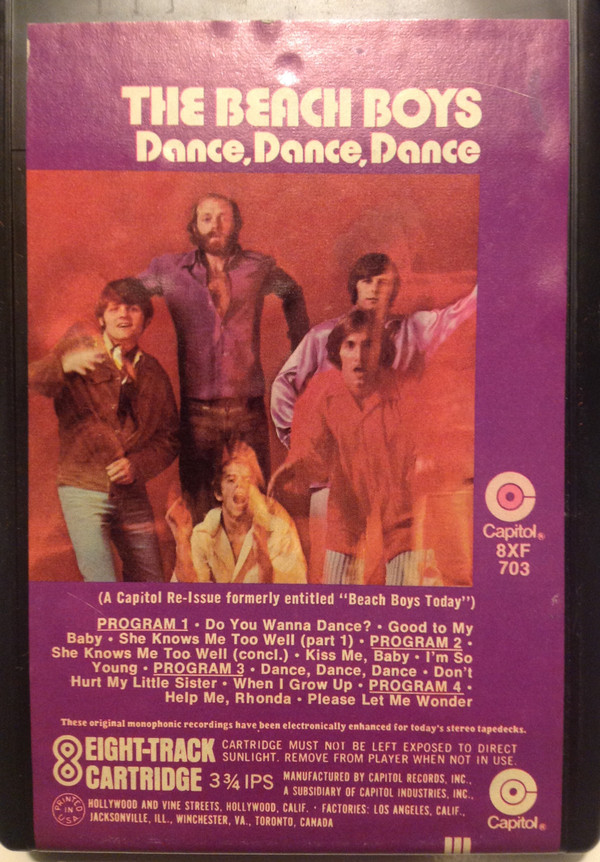 THE BEACH BOYS
Dance, Dance, Dance
Capitol®
8XF
703
(A Capitol Re-Issue formerly entitled "Beach Boys Today")
PROGRAM 1 • Do You Wanna Dance? • Good to My
Baby • She Knows Me Too Well (part 1) • PROGRAM 2 •
She Knows Me Too Well (concl.) • Kiss Me, Baby • I'm So
Young • PROGRAM 3 • Dance, Dance, Dance • Don't
Hurt My Little Sister • When I Grow Up • PROGRAM 4 •
Help Me, Rhonda • Please Let Me Wonder
These original monophonic recordings have been electronically enhanced for today's stereo tapedecks.
8 EIGHT-TRACK
CARTRIDGE 3 3/4 IPS
CARTRIDGE MUST NOT BE LEFT EXPOSED TO DIRECT
SUNLIGHT. REMOVE FROM PLAYER WHEN NOT IN USE.
MANUFACTURED BY CAPITOL RECORDS, INC.,
A SUBSIDIARY OF CAPITOL INDUSTRIES, INC.,
PRINTED IN U.S.A.
HOLLYWOOD AND VINE STREETS, HOLLYWOOD, CALIF. • FACTORIES: LOS ANGELES, CALIF.,
JACKSONVILLE, ILL., WINCHESTER, VA., TORONTO, CANADA
Capitol®